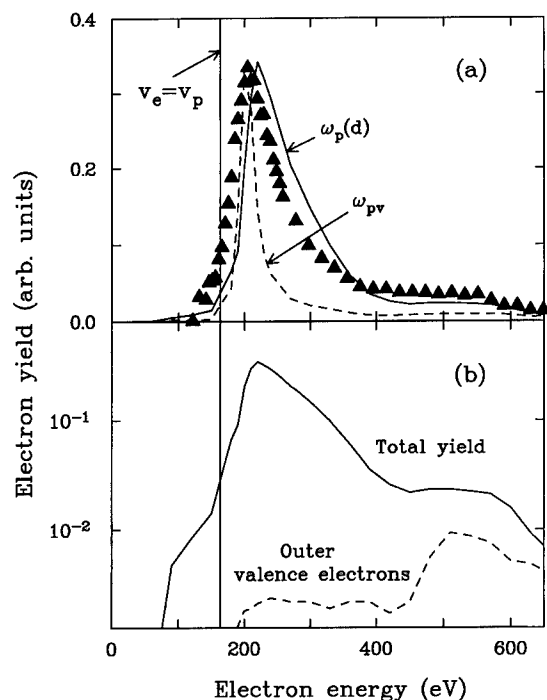 0.4
(a)
v_e=v_p
ω_p(d)
0.2
ω_pv
0.0
Electron yield (arb. units)
(b)
10^-1
Total yield
10^-2
Outer
valence electrons
0 200 400 600
Electron energy (eV)